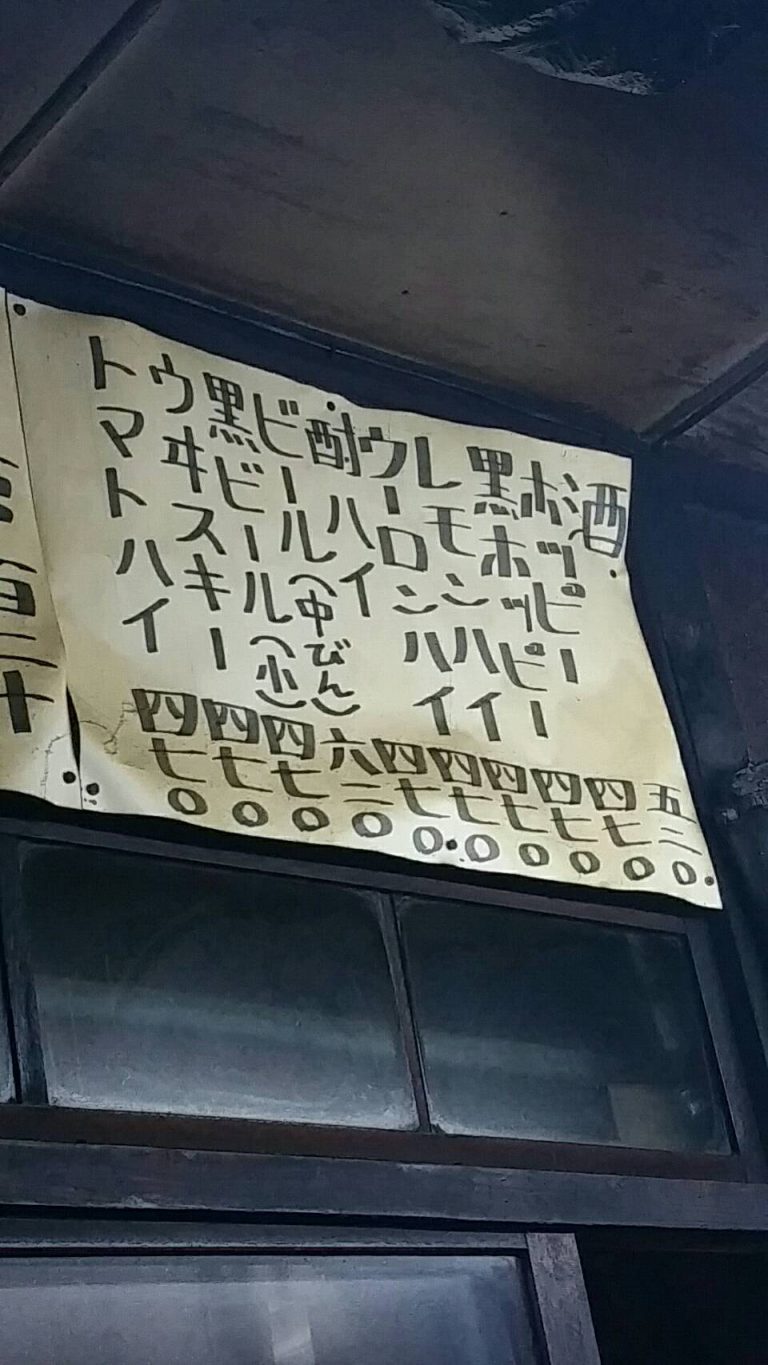 酒 五二〇
ホッピー 四七〇
黒ホッピー 四七〇
レモンハイ 四七〇
ウーロンハイ 四七〇
酎ハイ 四七〇
ビール(中びん) 六二〇
黒ビール(小) 四七〇
ウヰスキー 四七〇
トマトハイ 四七〇
百二十